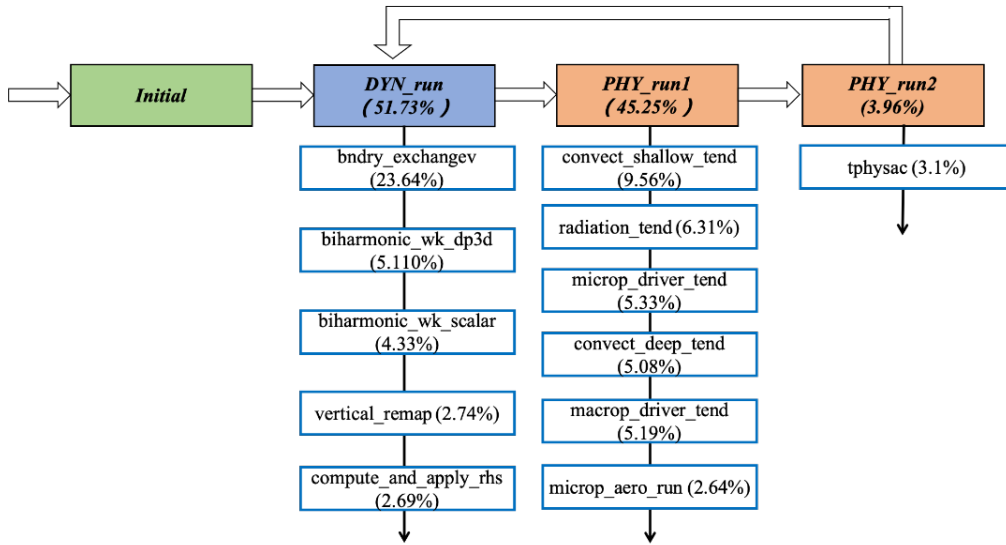 Initial
DYN_run
( 51.73% )
PHY_run1
( 45.25% )
PHY_run2
(3.96%)
bndry_exchangev
(23.64%)
biharmonic_wk_dp3d
(5.110%)
biharmonic_wk_scalar
(4.33%)
vertical_remap (2.74%)
compute_and_apply_rhs
(2.69%)
convect_shallow_tend
(9.56%)
radiation_tend (6.31%)
microp_driver_tend
(5.33%)
convect_deep_tend
(5.08%)
macrop_driver_tend
(5.19%)
microp_aero_run (2.64%)
tphysac (3.1%)